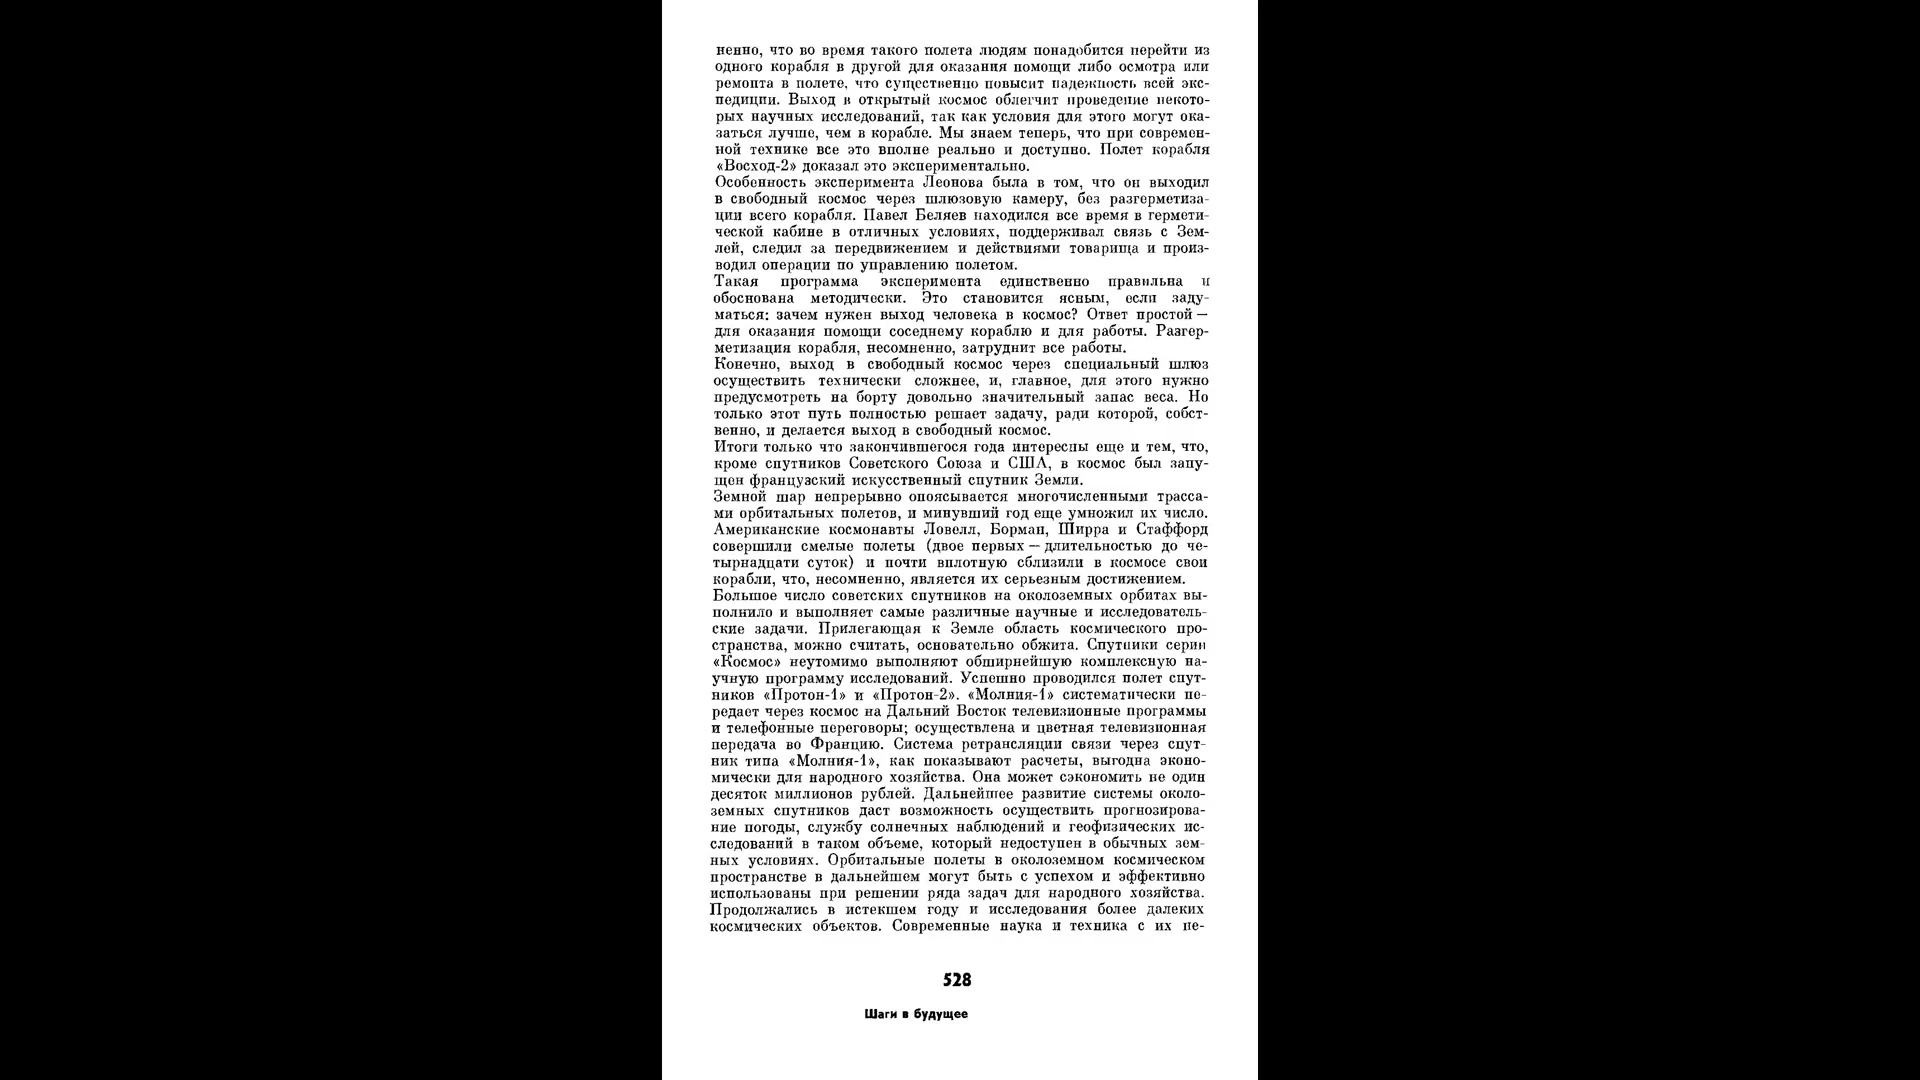 ненно, что во время такого полета людям понадобится перейти из
одного корабля в другой для оказания помощи либо осмотра или
ремонта в полете, что существенно повысит надежность всей экс-
педиции. Выход в открытый космос облегчит проведение некото-
рых научных исследований, так как условия для этого могут ока-
заться лучше, чем в корабле. Мы знаем теперь, что при современ-
ной технике все это вполне реально и доступно. Полет корабля
«Восход-2» доказал это экспериментально.
Особенность эксперимента Леонова была в том, что он выходил
в свободный космос через шлюзовую камеру, без разгерметиза-
ции всего корабля. Павел Беляев находился все время в гермети-
ческой кабине в отличных условиях, поддерживал связь с Зем-
лей, следил за передвижением и действиями товарища и произ-
водил операции по управлению полетом.
Такая программа эксперимента единственно правильна и
обоснована методически. Это становится ясным, если заду-
маться: зачем нужен выход человека в космос? Ответ простой —
для оказания помощи соседнему кораблю и для работы. Разгер-
метизация корабля, несомненно, затруднит все работы.
Конечно, выход в свободный космос через специальный шлюз
осуществить технически сложнее, и, главное, для этого нужно
предусмотреть на борту довольно значительный запас веса. Но
только этот путь полностью решает задачу, ради которой, собст-
венно, и делается выход в свободный космос.
Итоги только что закончившегося года интересны еще и тем, что,
кроме спутников Советского Союза и США, в космос был запу-
щен французский искусственный спутник Земли.
Земной шар непрерывно опоясывается многочисленными трасса-
ми орбитальных полетов, и минувший год еще умножил их число.
Американские космонавты Ловелл, Борман, Ширра и Стаффорд
совершили смелые полеты (двое первых — длительностью до че-
тырнадцати суток) и почти вплотную сблизили в космосе свои
корабли, что, несомненно, является их серьезным достижением.
Большое число советских спутников на околоземных орбитах вы-
полнило и выполняет самые различные научные и исследователь-
ские задачи. Прилегающая к Земле область космического про-
странства, можно считать, основательно обжита. Спутники серии
«Космос» неутомимо выполняют обширнейшую комплексную на-
учную программу исследований. Успешно проводился полет спут-
ников «Протон-1» и «Протон-2». «Молния-1» систематически пе-
редает через космос на Дальний Восток телевизионные программы
и телефонные переговоры; осуществлена и цветная телевизионная
передача во Францию. Система ретрансляции связи через спут-
ник типа «Молния-1», как показывают расчеты, выгодна эконо-
мически для народного хозяйства. Она может сэкономить не один
десяток миллионов рублей. Дальнейшее развитие системы около-
земных спутников даст возможность осуществить прогнозирова-
ние погоды, службу солнечных наблюдений и геофизических ис-
следований в таком объеме, который недоступен в обычных зем-
ных условиях. Орбитальные полеты в околоземном космическом
пространстве в дальнейшем могут быть с успехом и эффективно
использованы при решении ряда задач для народного хозяйства.
Продолжались в истекшем году и исследования более далеких
космических объектов. Современные наука и техника с их пе-
528
Шаги в будущее